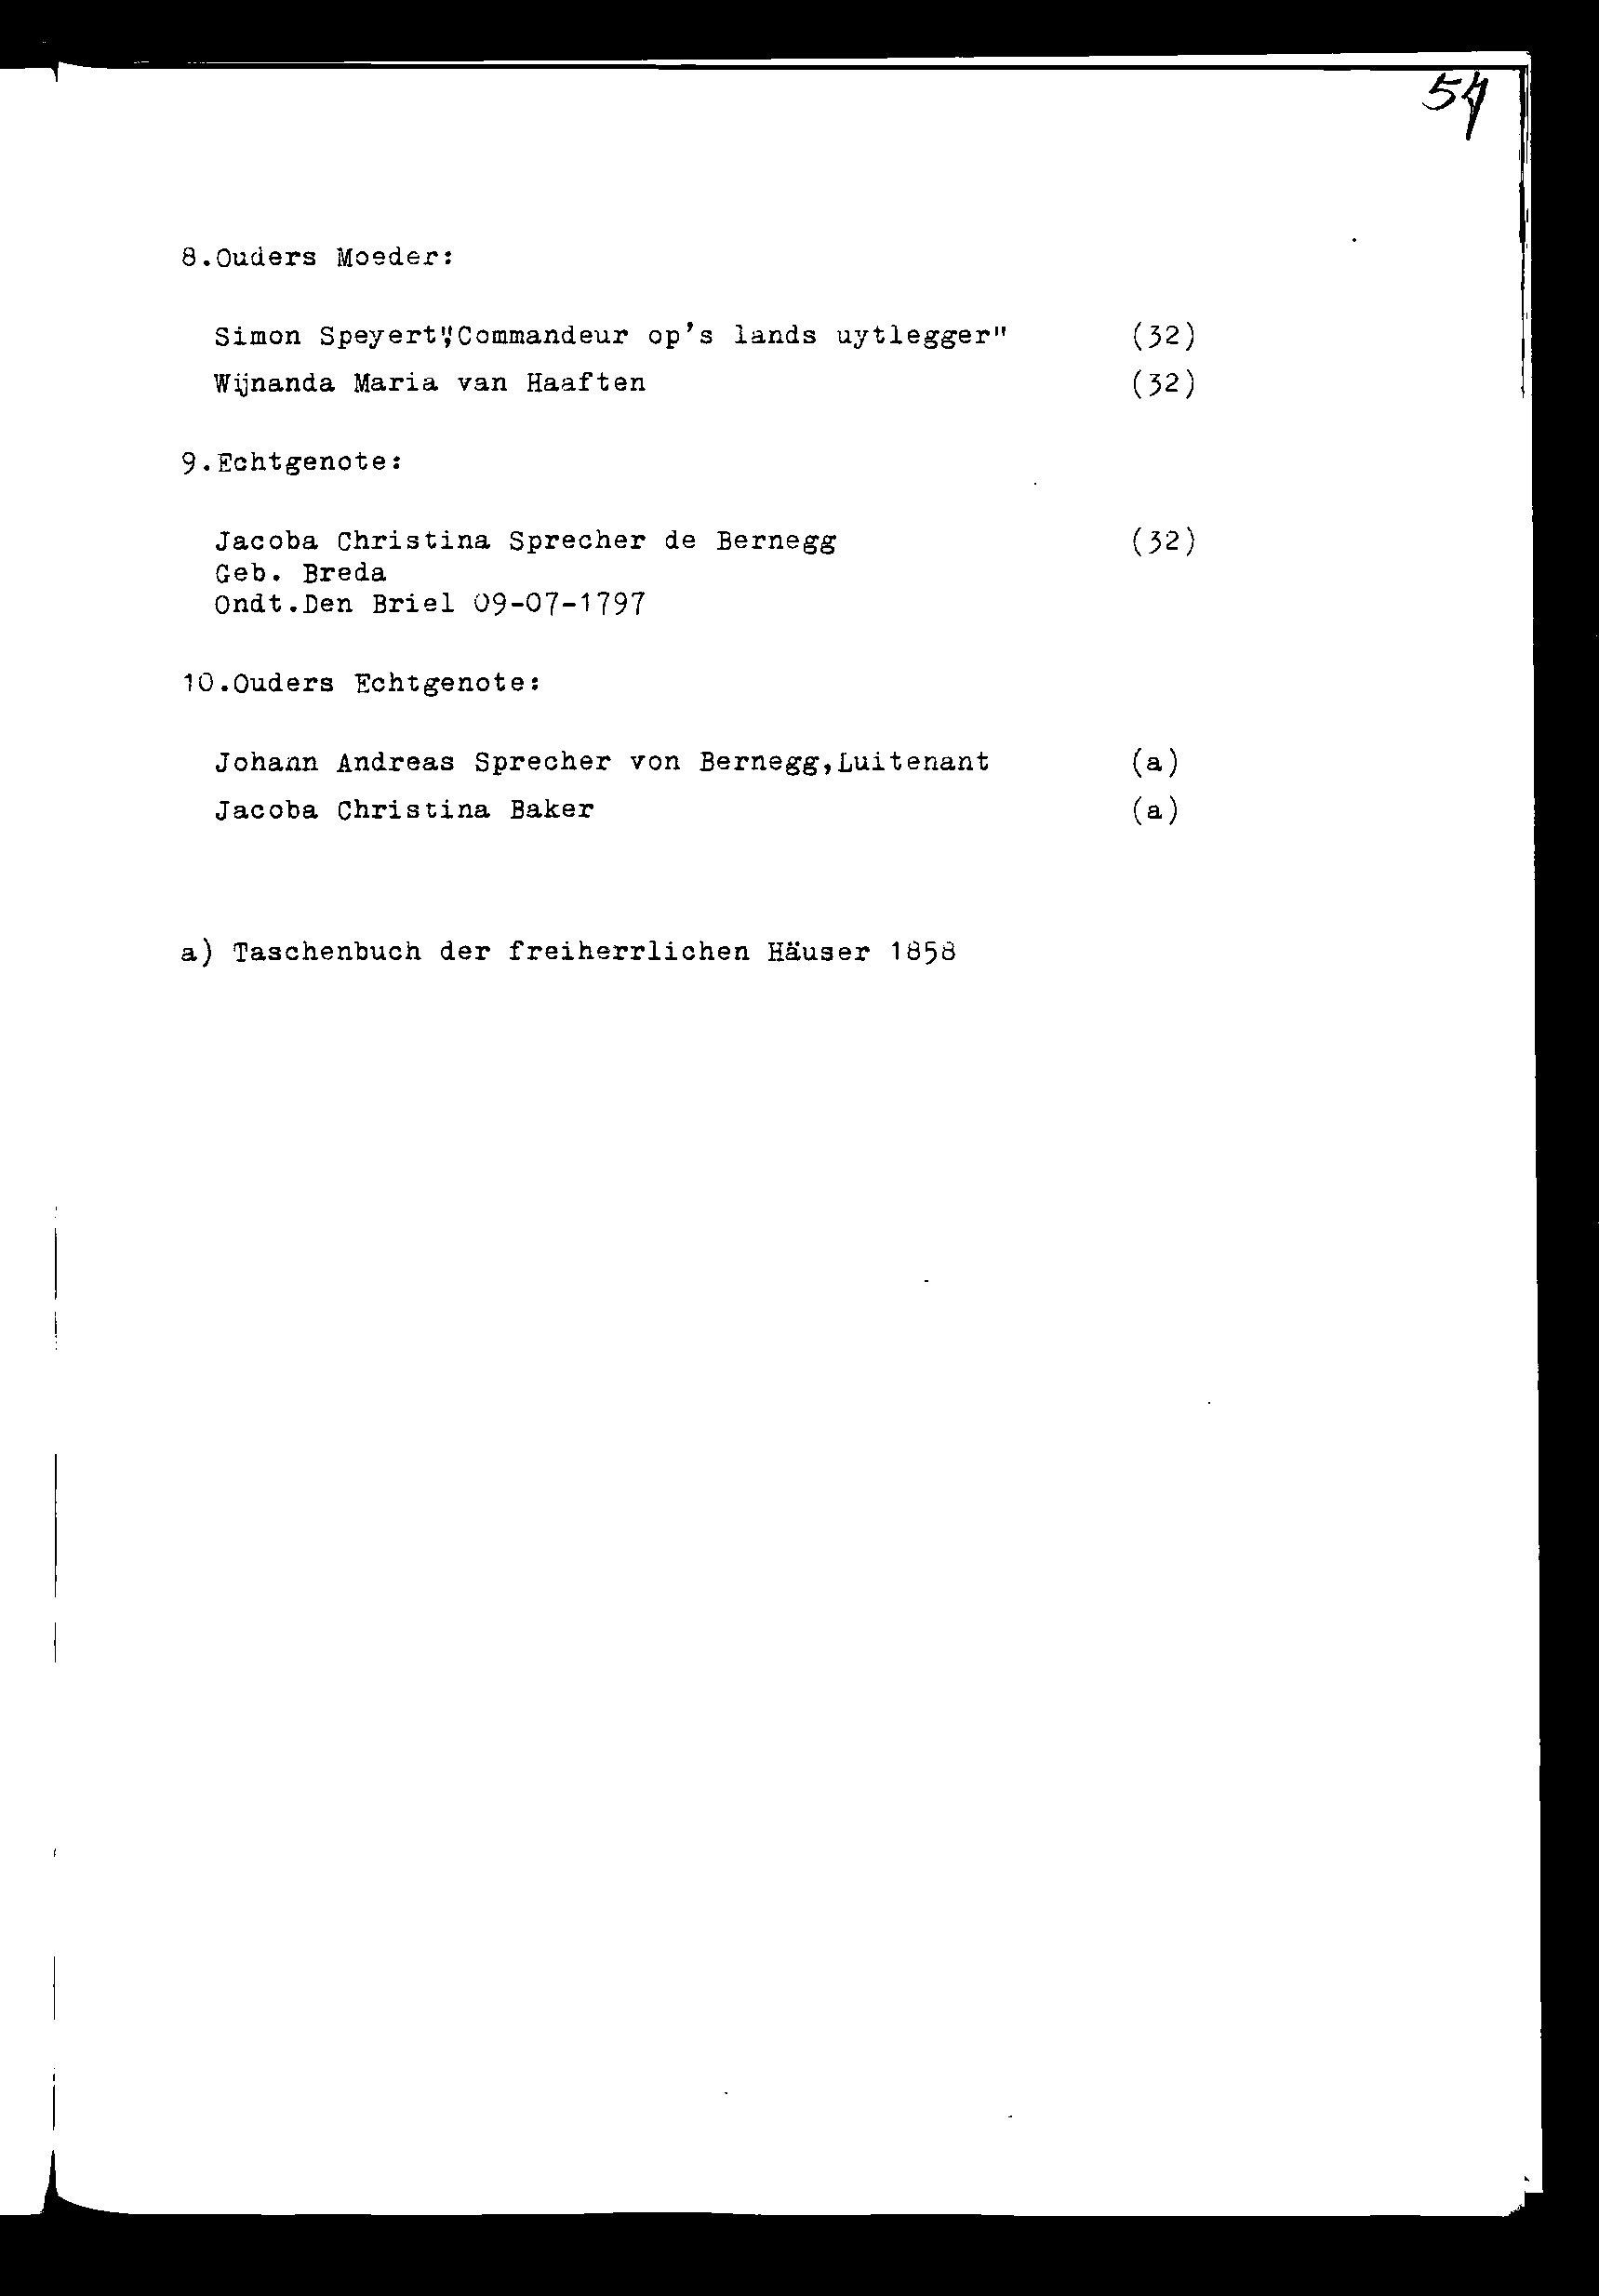 8.Ouders Moeder:
Simon Speyert,"Commandeur op's lands uytlegger" (32)
Wijnanda Maria van Haaften (32)
9.Echtgenote:
Jacoba Christina Sprecher de Bernegg (32)
Geb. Breda
Ondt.Den Briel 09-07-1797
10.Ouders Echtgenote:
Johann Andreas Sprecher von Bernegg,Luitenant (a)
Jacoba Christina Baker (a)
a) Taschenbuch der freiherrlichen Häuser 1858